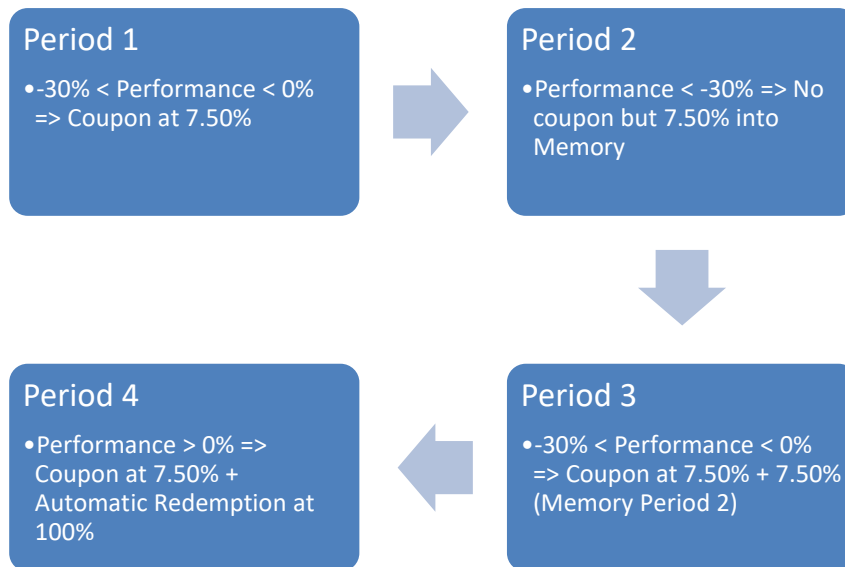 Period 1
•-30% < Performance < 0%
=> Coupon at 7.50%
Period 2
•Performance < -30% => No
coupon but 7.50% into
Memory
Period 3
•-30% < Performance < 0%
=> Coupon at 7.50% + 7.50%
(Memory Period 2)
Period 4
•Performance > 0% =>
Coupon at 7.50% +
Automatic Redemption at
100%